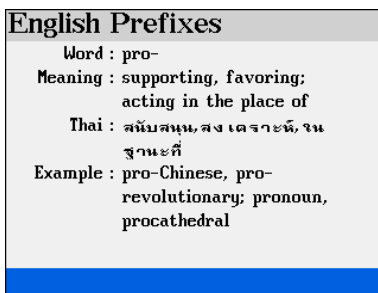 English Prefixes
Word : pro-
Meaning : supporting, favoring;
acting in the place of
Thai : สนับสนุน, สงเคราะห์, ใน
ฐานะที่
Example : pro-Chinese, pro-
revolutionary; pronoun,
procathedral